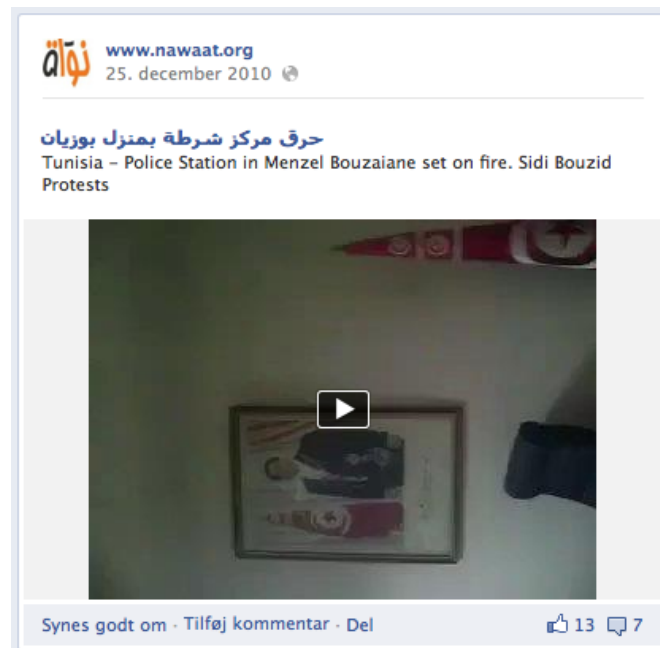 نواة
www.nawaat.org
25. december 2010
حرق مركز شرطة بمنزل بوزيان
Tunisia – Police Station in Menzel Bouzaiane set on fire. Sidi Bouzid
Protests
Synes godt om · Tilføj kommentar · Del 13 7